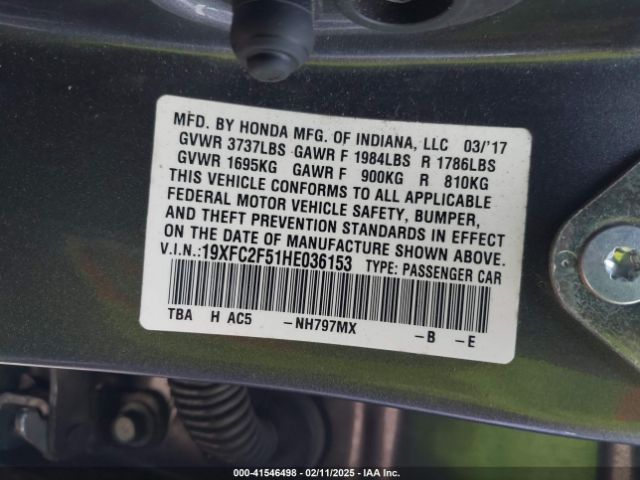 MFD. BY HONDA MFG. OF INDIANA, LLC 03/'17
GVWR 3737LBS GAWR F 1984LBS R 1786LBS
GVWR 1695KG GAWR F 900KG R 810KG
THIS VEHICLE CONFORMS TO ALL APPLICABLE
FEDERAL MOTOR VEHICLE SAFETY, BUMPER,
AND THEFT PREVENTION STANDARDS IN EFFECT
ON THE DATE OF MANUFACTURE SHOWN ABOVE.
V.I.N.:19XFC2F51HE036153 TYPE: PASSENGER CAR
TBA H AC5 -NH797MX -B -E
000-41546498 - 02/11/2025 - IAA Inc.